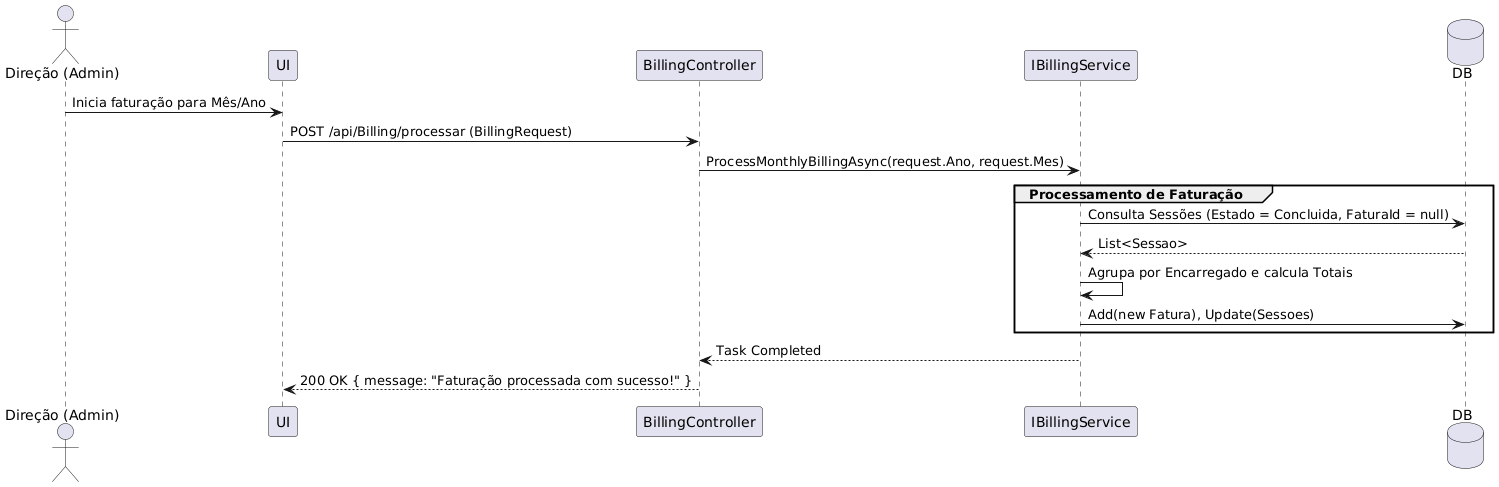 Direção (Admin)
UI
BillingController
IBillingService
DB
Inicia faturação para Mês/Ano
POST /api/Billing/processar (BillingRequest)
ProcessMonthlyBillingAsync(request.Ano, request.Mes)
Processamento de Faturação
Consulta Sessões (Estado = Concluida, FaturaId = null)
List<Sessao>
Agrupa por Encarregado e calcula Totais
Add(new Fatura), Update(Sessoes)
Task Completed
200 OK { message: "Faturação processada com sucesso!" }
Direção (Admin)
UI
BillingController
IBillingService
DB